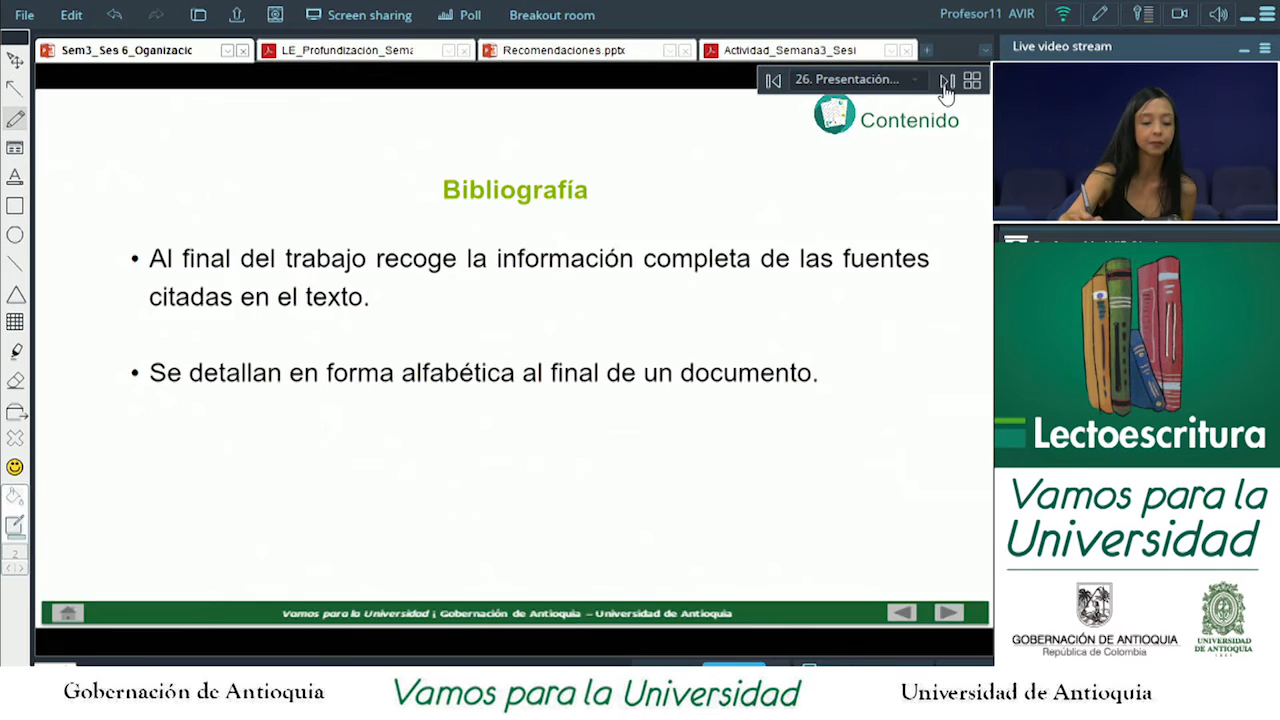 File Edit Screen sharing Poll Breakout room Profesor11 AVIR
Sem3_Ses 6_Oganizacic LE_Profundización_Sema Recomendaciones.pptx Actividad_Semana3_Sesi
Live video stream
26. Presentación...
Contenido
Bibliografía
• Al final del trabajo recoge la información completa de las fuentes
citadas en el texto.
• Se detallan en forma alfabética al final de un documento.
Vamos para la Universidad ¡ Gobernación de Antioquia – Universidad de Antioquia
2
Lectoescritura
Vamos para la
Universidad
GOBERNACIÓN DE ANTIOQUIA
República de Colombia
UNIVERSIDAD
DE ANTIOQUIA
Gobernación de Antioquia Vamos para la Universidad Universidad de Antioquia